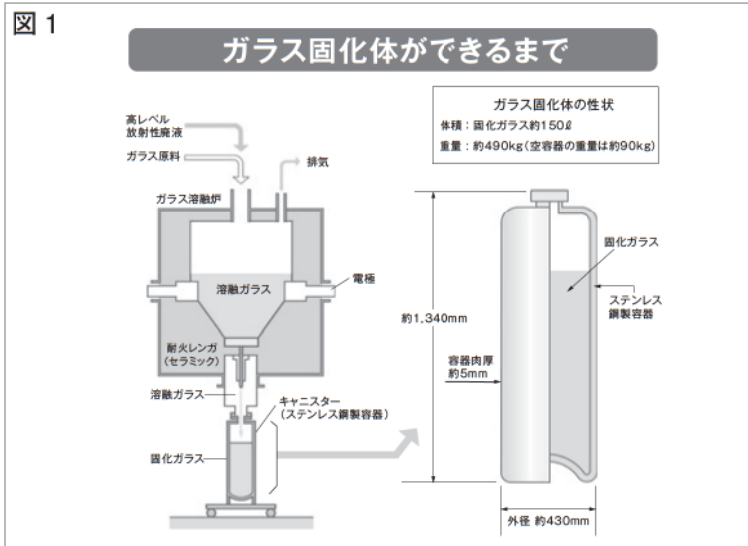 図 1
ガラス固化体ができるまで
高レベル
放射性廃液
ガラス原料
排気
ガラス溶融炉
溶融ガラス
電極
耐火レンガ
(セラミック)
溶融ガラス
キャニスター
(ステンレス鋼製容器)
固化ガラス
ガラス固化体の性状
体積：固化ガラス約150ℓ
重量：約490kg(空容器の重量は約90kg)
固化ガラス
ステンレス
鋼製容器
約1,340mm
容器肉厚
約5mm
外径 約430mm